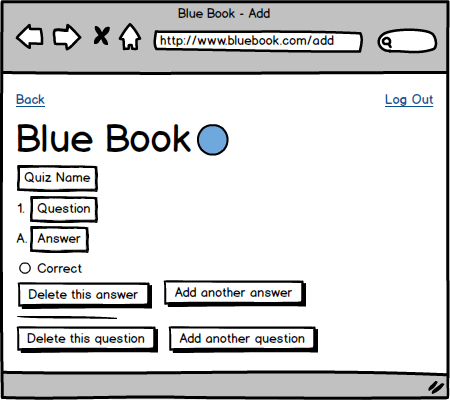 Blue Book - Add
http://www.bluebook.com/add
Back Log Out
Blue Book
Quiz Name
1. Question
A. Answer
Correct
Delete this answer Add another answer
Delete this question Add another question